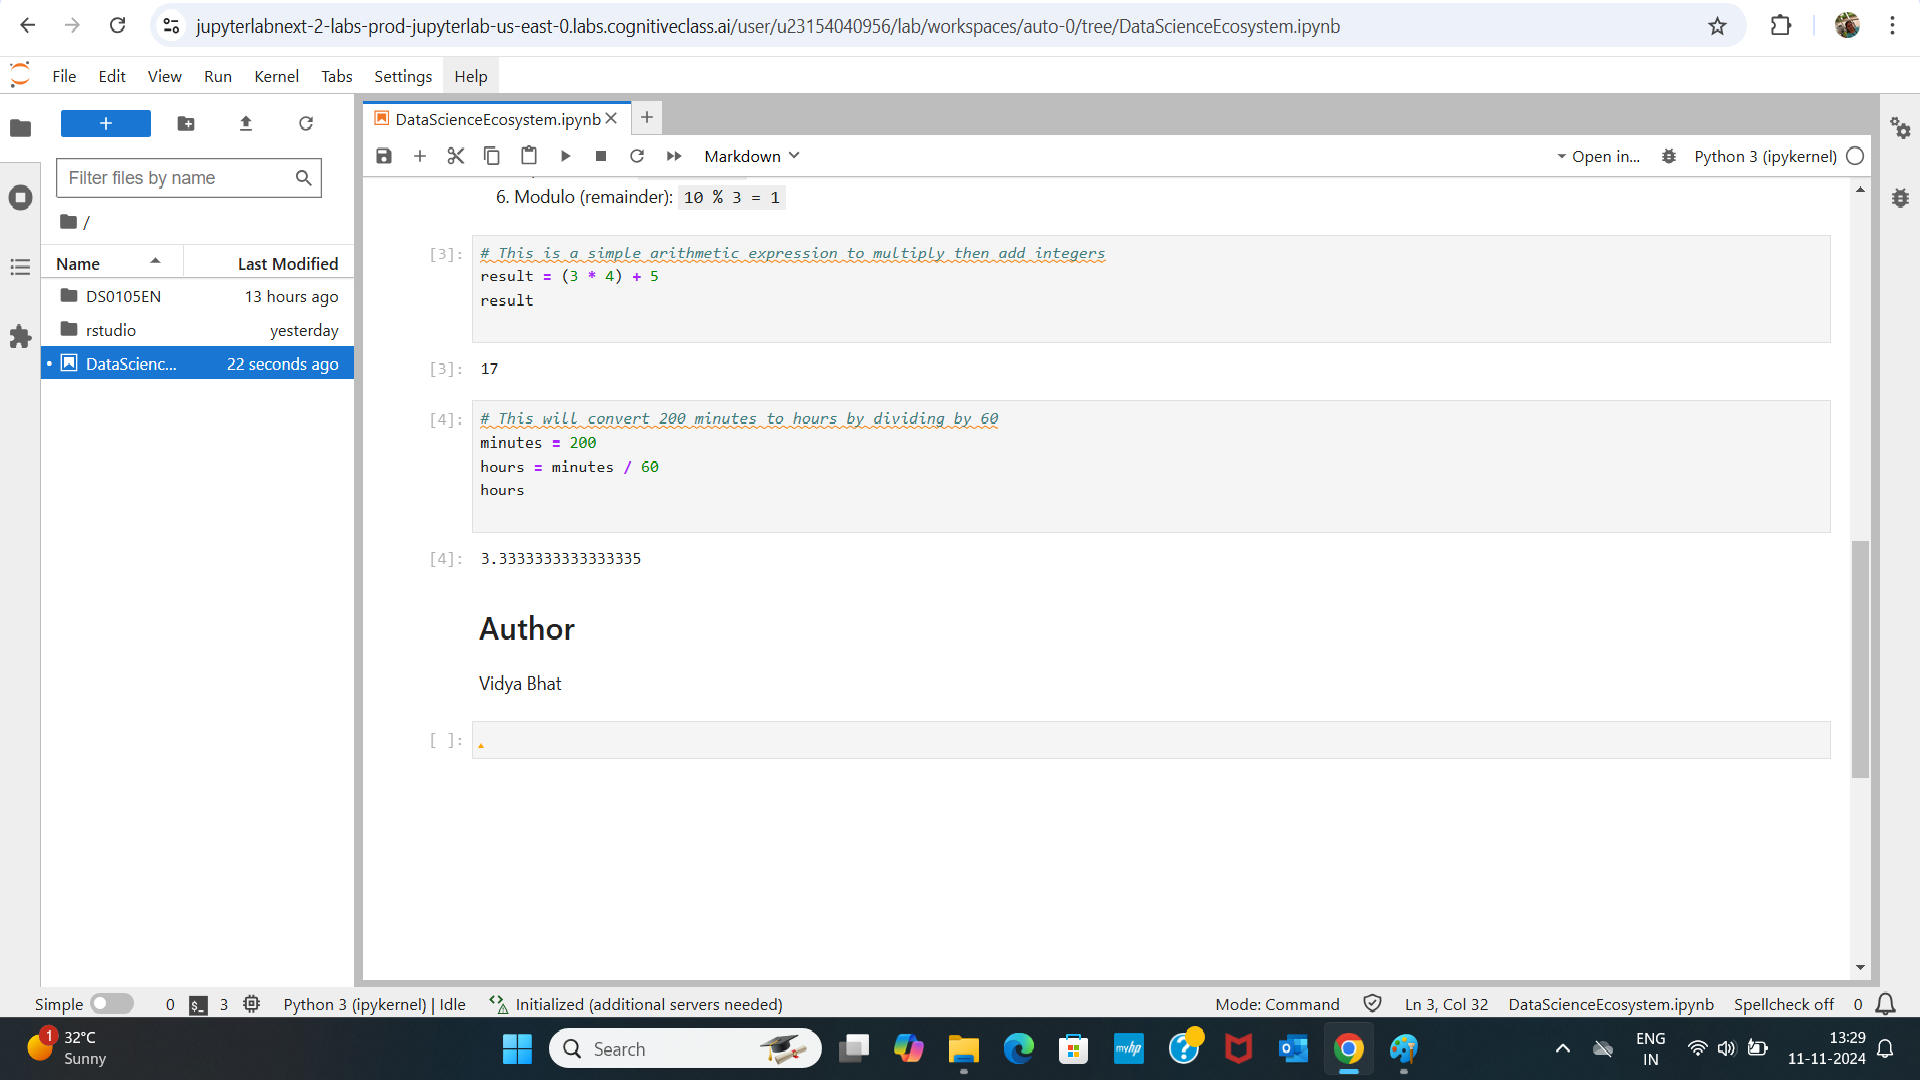 jupyterlabnext-2-labs-prod-jupyterlab-us-east-0.labs.cognitiveclass.ai/user/u23154040956/lab/workspaces/auto-0/tree/DataScienceEcosystem.ipynb
File Edit View Run Kernel Tabs Settings Help
DataScienceEcosystem.ipynb
Markdown
Open in...
Python 3 (ipykernel)
Filter files by name
/
Name Last Modified
DS0105EN 13 hours ago
rstudio yesterday
DataScienc... 22 seconds ago
6. Modulo (remainder): 10 % 3 = 1
[3]: # This is a simple arithmetic expression to multiply then add integers
result = (3 * 4) + 5
result
[3]: 17
[4]: # This will convert 200 minutes to hours by dividing by 60
minutes = 200
hours = minutes / 60
hours
[4]: 3.3333333333333335
Author
Vidya Bhat
[ ]:
Simple 0 $_ 3 Python 3 (ipykernel) | Idle Initialized (additional servers needed) Mode: Command Ln 3, Col 32 DataScienceEcosystem.ipynb Spellcheck off 0
1 32°C
Sunny
Search
myhp
ENG
IN
13:29
11-11-2024